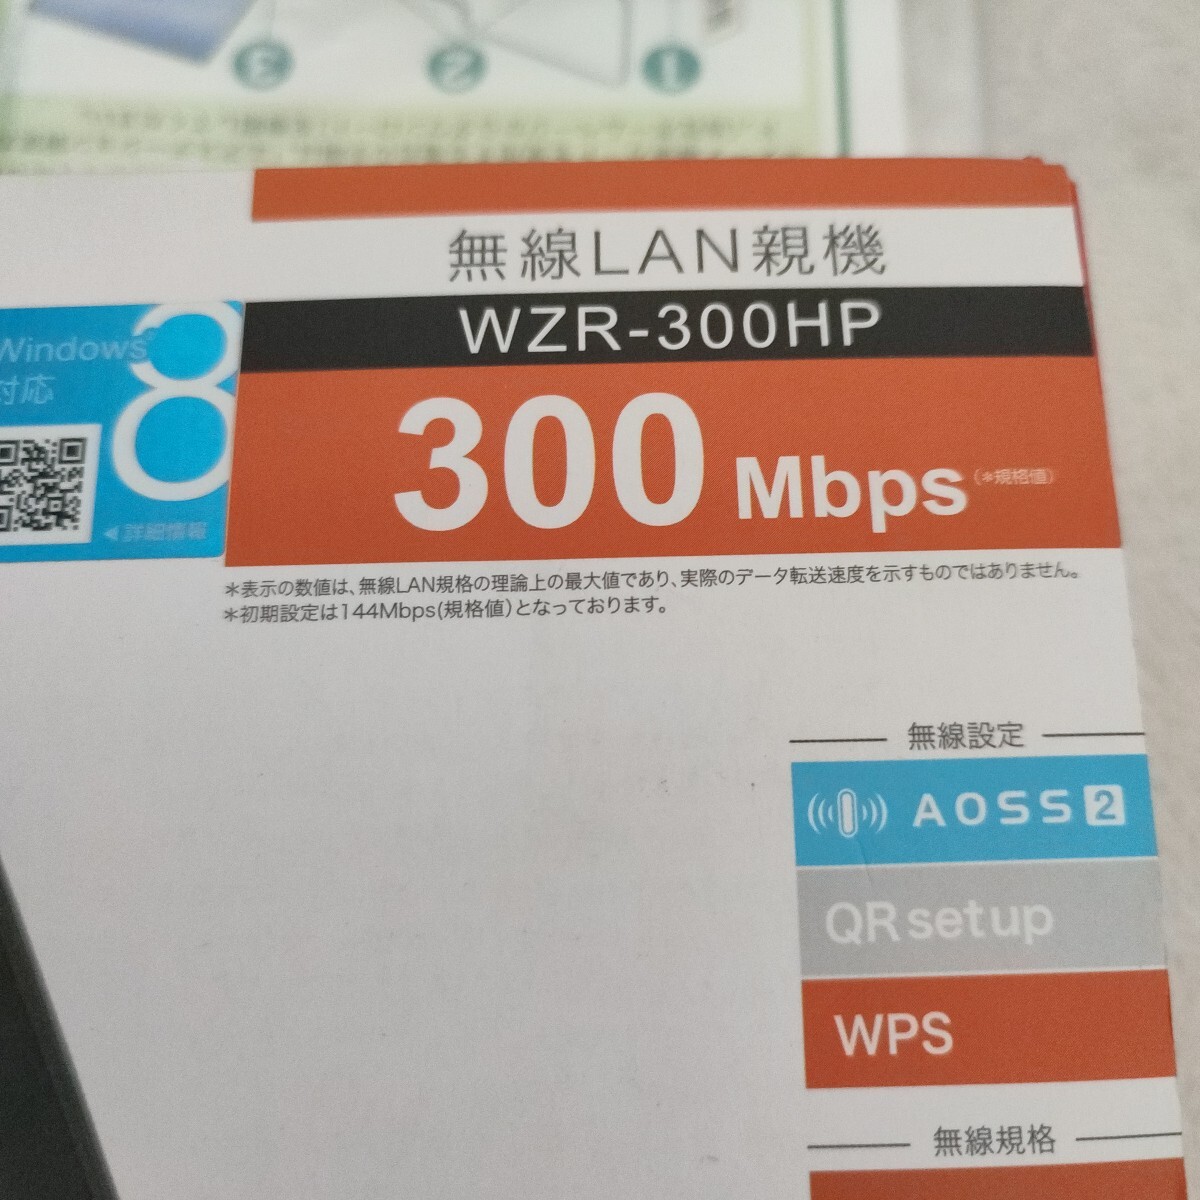 無線LAN親機
WZR-300HP
Windows 8
対応
300 Mbps (*規格値)
◀詳細情報
*表示の数値は、無線LAN規格の理論上の最大値であり、実際のデータ転送速度を示すものではありません。
*初期設定は144Mbps(規格値)となっております。
無線設定
AOSS2
QRsetup
WPS
無線規格